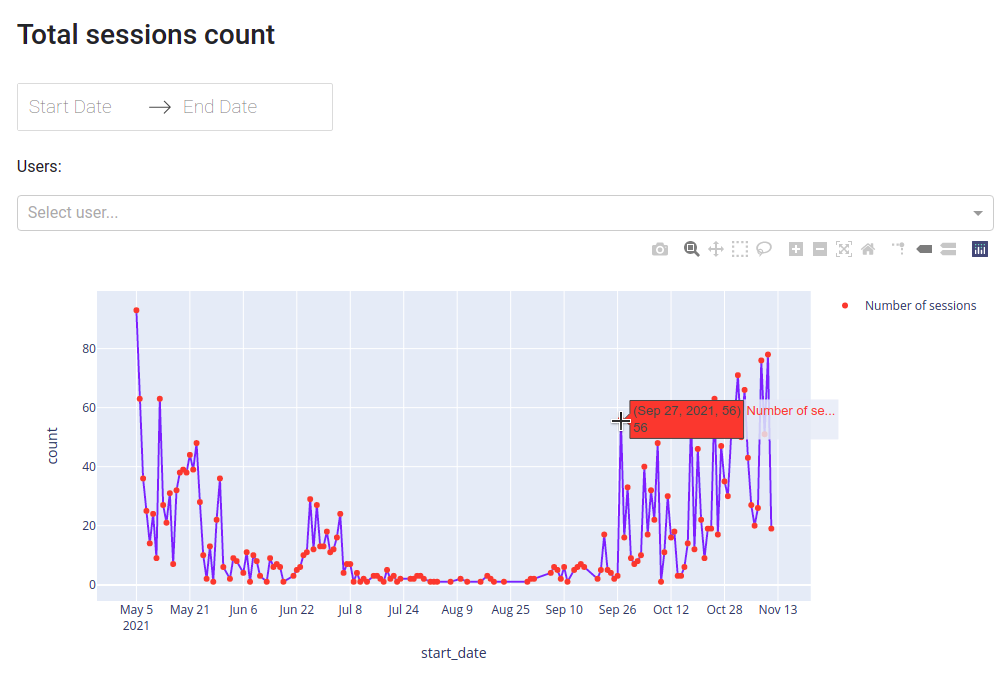 Total sessions count
Start Date → End Date
Users:
Select user...
Number of sessions
80
60
40
20
0
(Sep 27, 2021, 56) Number of se...
56
count
May 5 May 21 Jun 6 Jun 22 Jul 8 Jul 24 Aug 9 Aug 25 Sep 10 Sep 26 Oct 12 Oct 28 Nov 13
2021
start_date